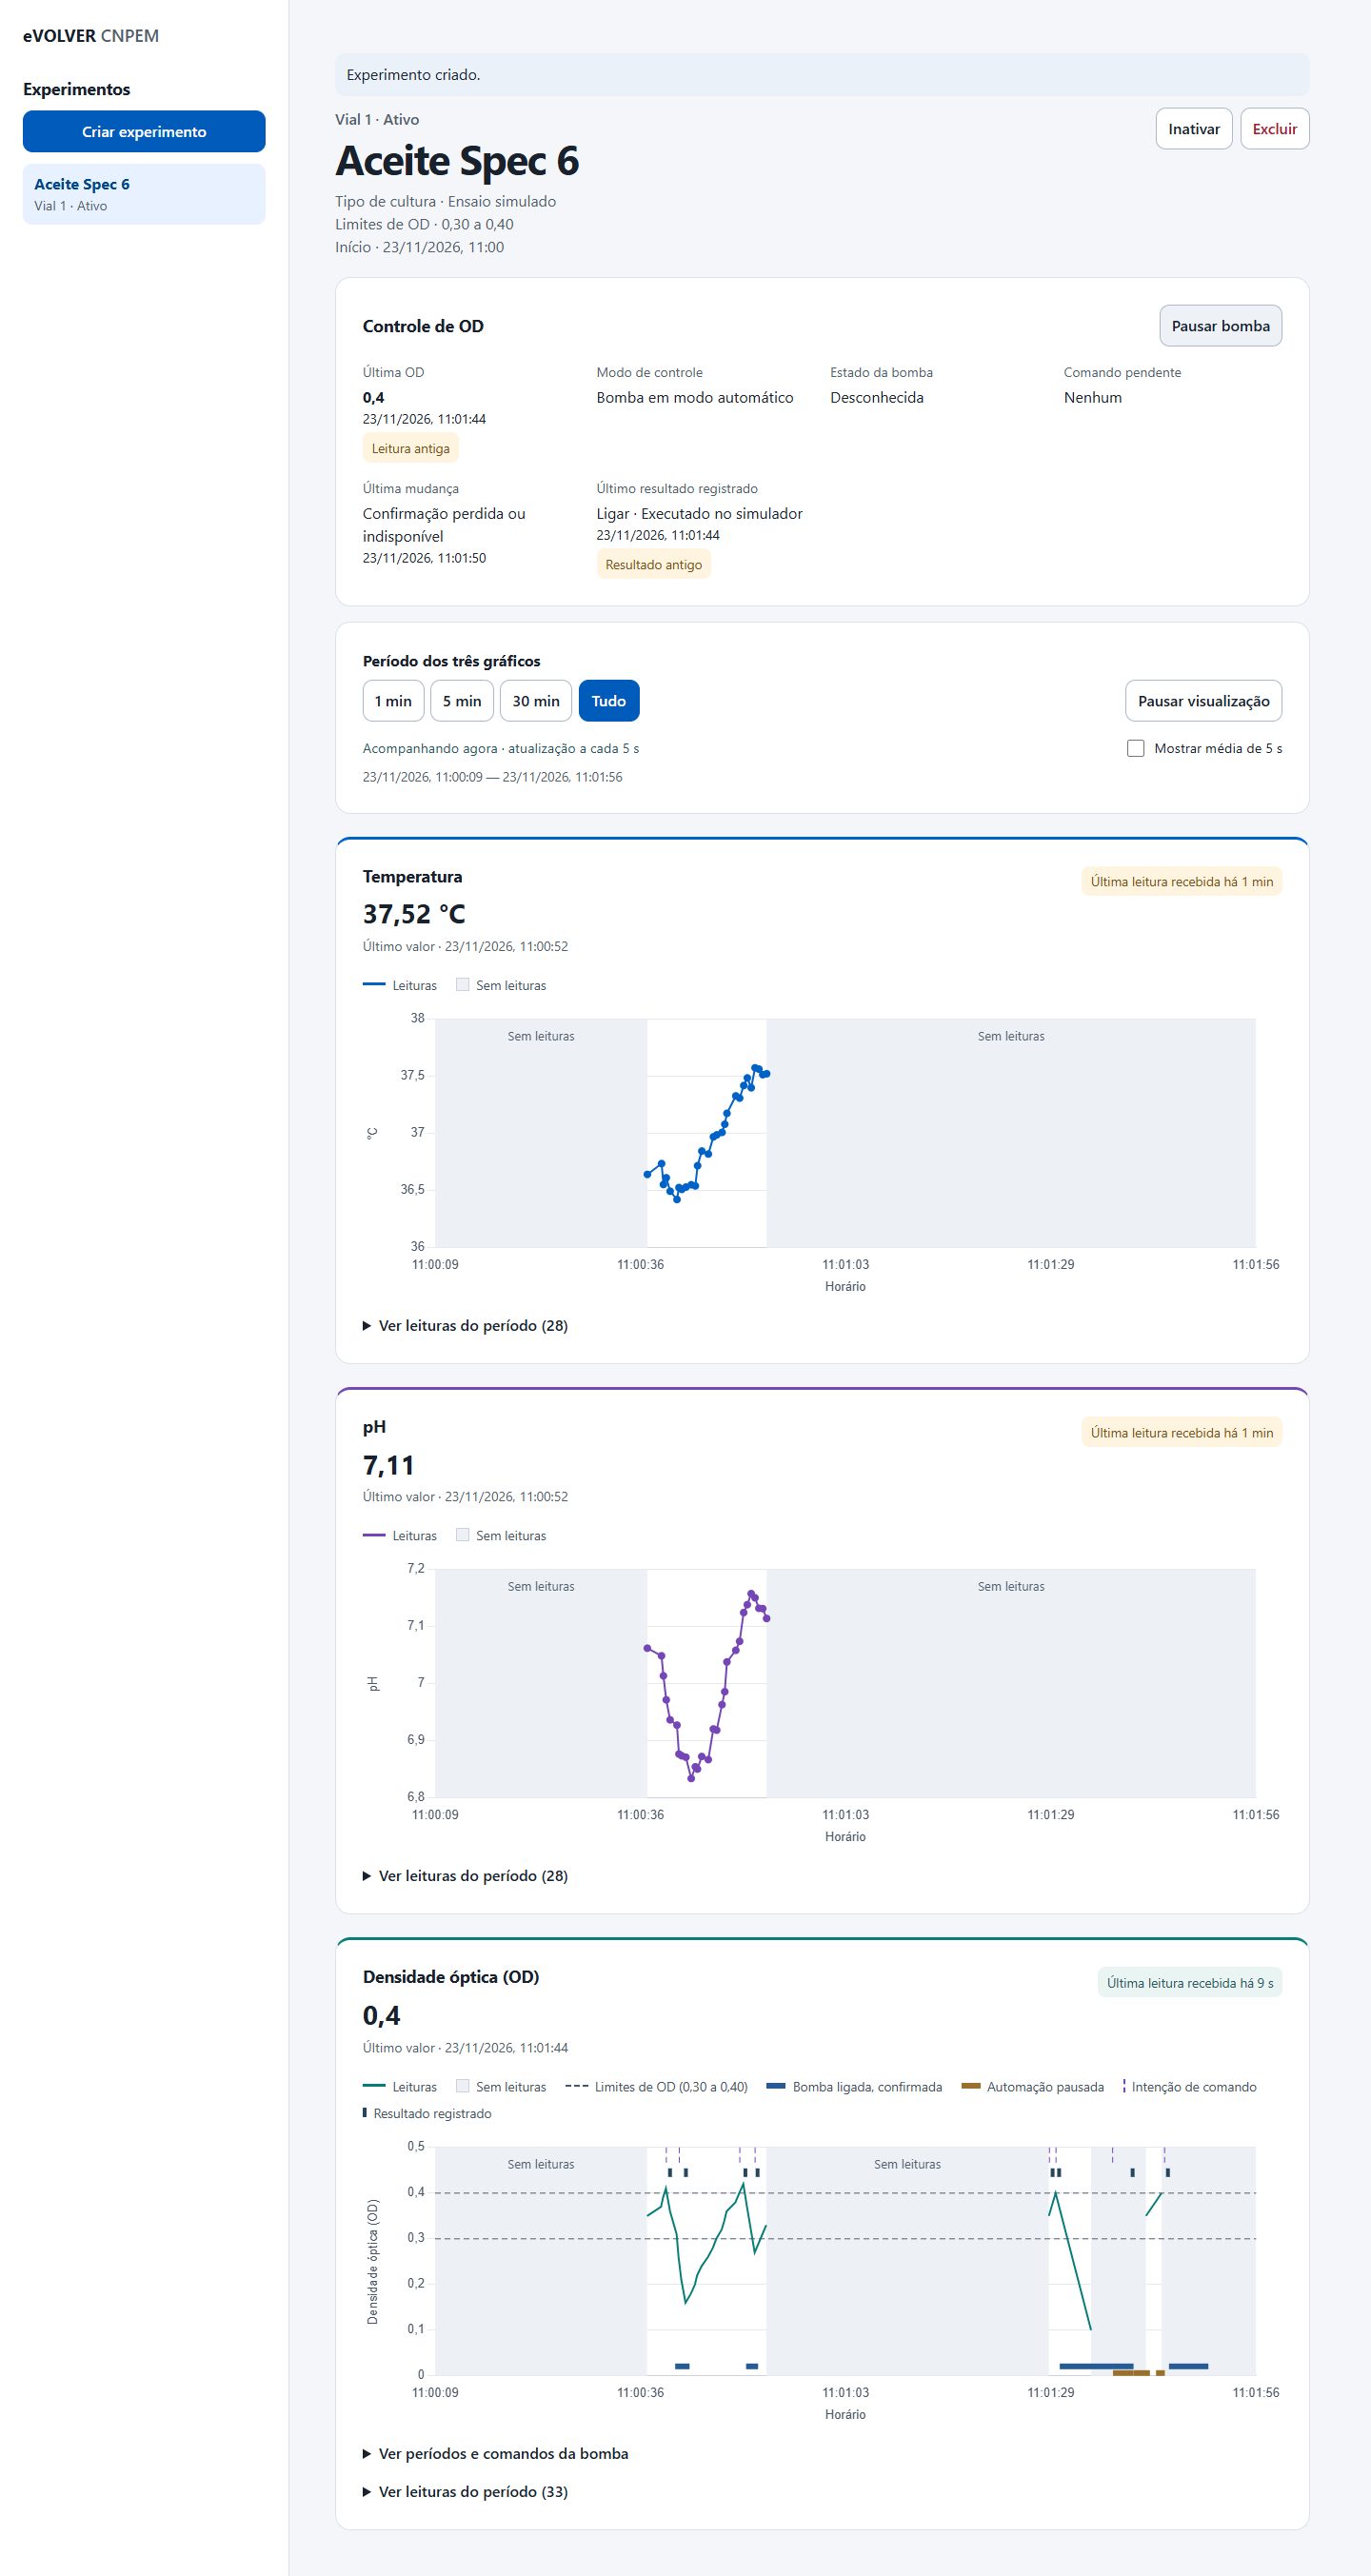 eVOLVER CNPEM
Experimentos
Criar experimento
Aceite Spec 6
Vial 1 · Ativo
Experimento criado.
Vial 1 · Ativo
Inativar
Excluir
Aceite Spec 6
Tipo de cultura · Ensaio simulado
Limites de OD · 0,30 a 0,40
Início · 23/11/2026, 11:00
Controle de OD
Pausar bomba
Última OD
0,4
23/11/2026, 11:01:44
Leitura antiga
Modo de controle
Bomba em modo automático
Estado da bomba
Desconhecida
Comando pendente
Nenhum
Última mudança
Confirmação perdida ou
indisponível
23/11/2026, 11:01:50
Último resultado registrado
Ligar · Executado no simulador
23/11/2026, 11:01:44
Resultado antigo
Período dos três gráficos
1 min
5 min
30 min
Tudo
Pausar visualização
Acompanhando agora · atualização a cada 5 s
Mostrar média de 5 s
23/11/2026, 11:00:09 — 23/11/2026, 11:01:56
Temperatura
Última leitura recebida há 1 min
37,52 °C
Último valor · 23/11/2026, 11:00:52
Leituras
Sem leituras
38
Sem leituras
Sem leituras
37,5
37
°C
36,5
36
11:00:09
11:00:36
11:01:03
11:01:29
11:01:56
Horário
Ver leituras do período (28)
pH
Última leitura recebida há 1 min
7,11
Último valor · 23/11/2026, 11:00:52
Leituras
Sem leituras
7,2
Sem leituras
Sem leituras
7,1
7
pH
6,9
6,8
11:00:09
11:00:36
11:01:03
11:01:29
11:01:56
Horário
Ver leituras do período (28)
Densidade óptica (OD)
Última leitura recebida há 9 s
0,4
Último valor · 23/11/2026, 11:01:44
Leituras
Sem leituras
Limites de OD (0,30 a 0,40)
Bomba ligada, confirmada
Automação pausada
Intenção de comando
Resultado registrado
0,5
Sem leituras
Sem leituras
0,4
0,3
Densidade óptica (OD)
0,2
0,1
0
11:00:09
11:00:36
11:01:03
11:01:29
11:01:56
Horário
Ver períodos e comandos da bomba
Ver leituras do período (33)